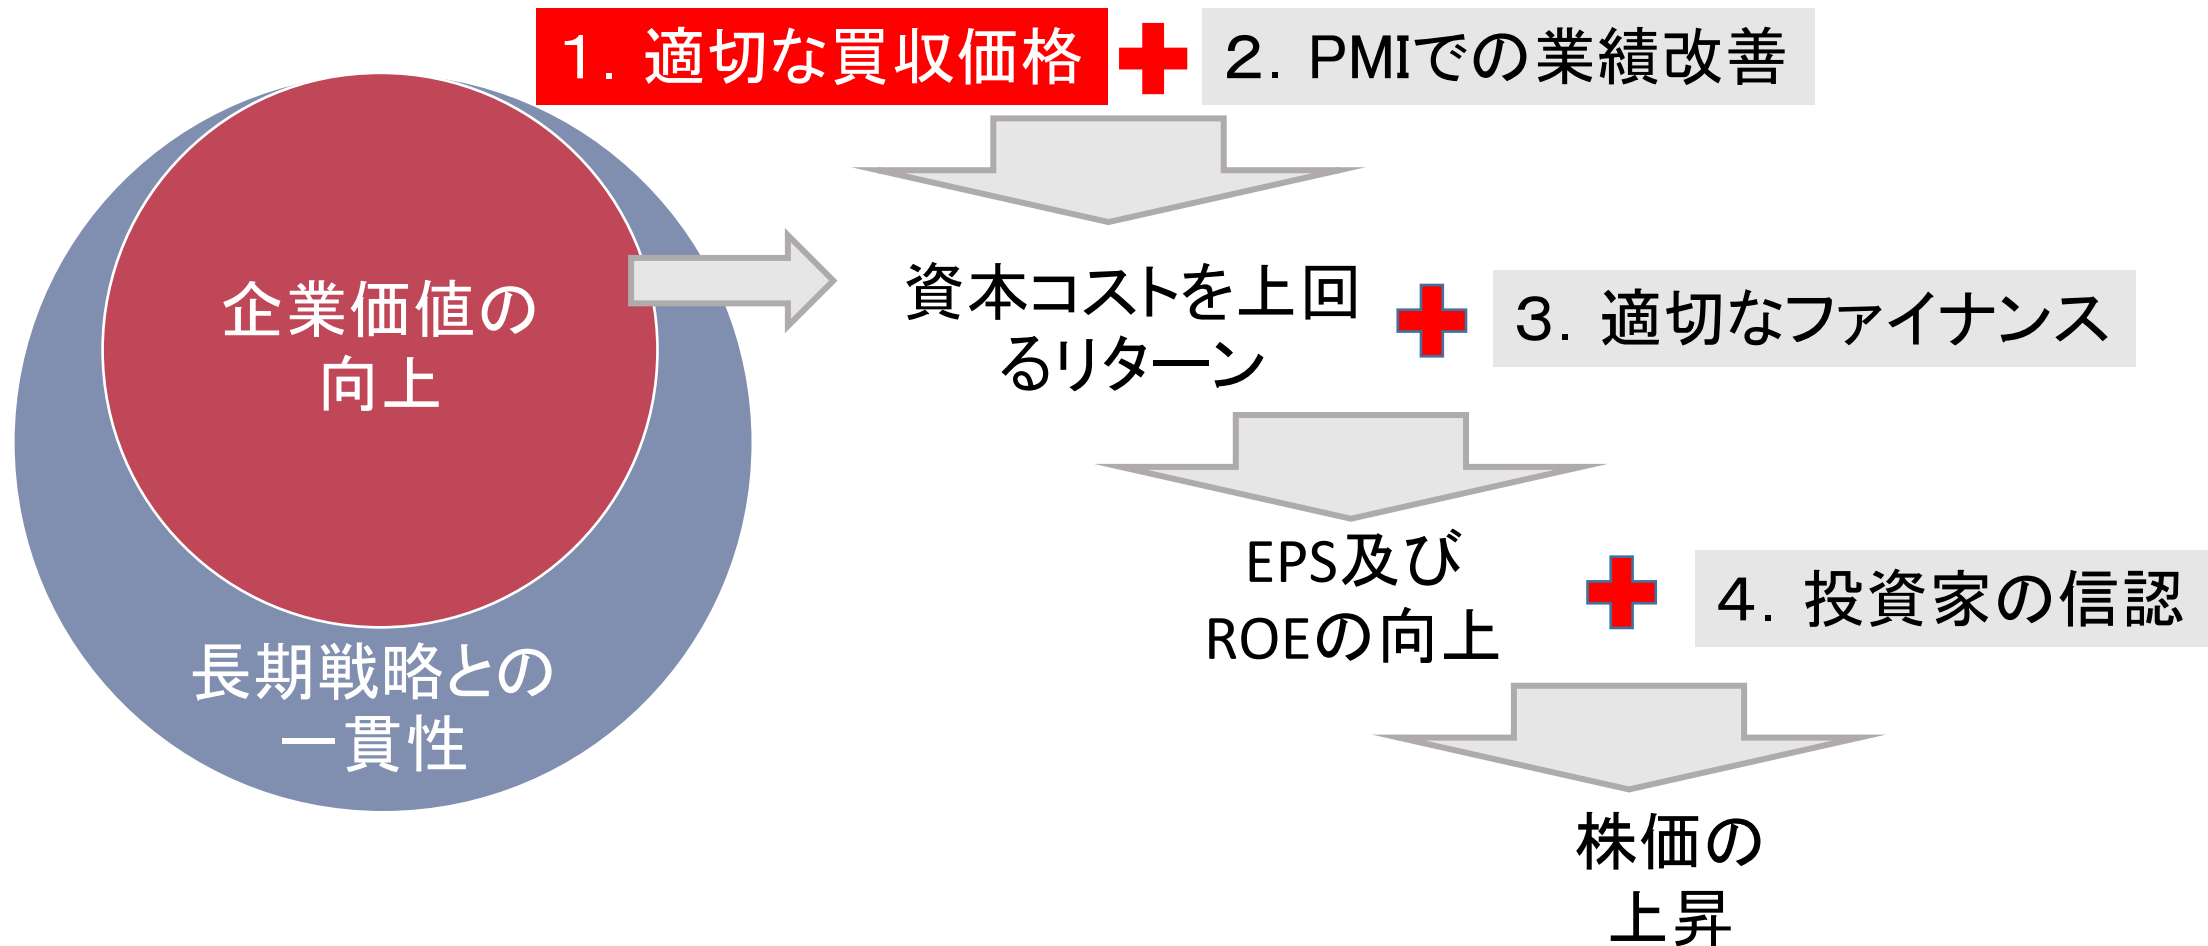 １．適切な買収価格
２．PMIでの業績改善
企業価値の
向上
長期戦略との
一貫性
資本コストを上回
るリターン
３．適切なファイナンス
EPS及び
ROEの向上
４．投資家の信認
株価の
上昇